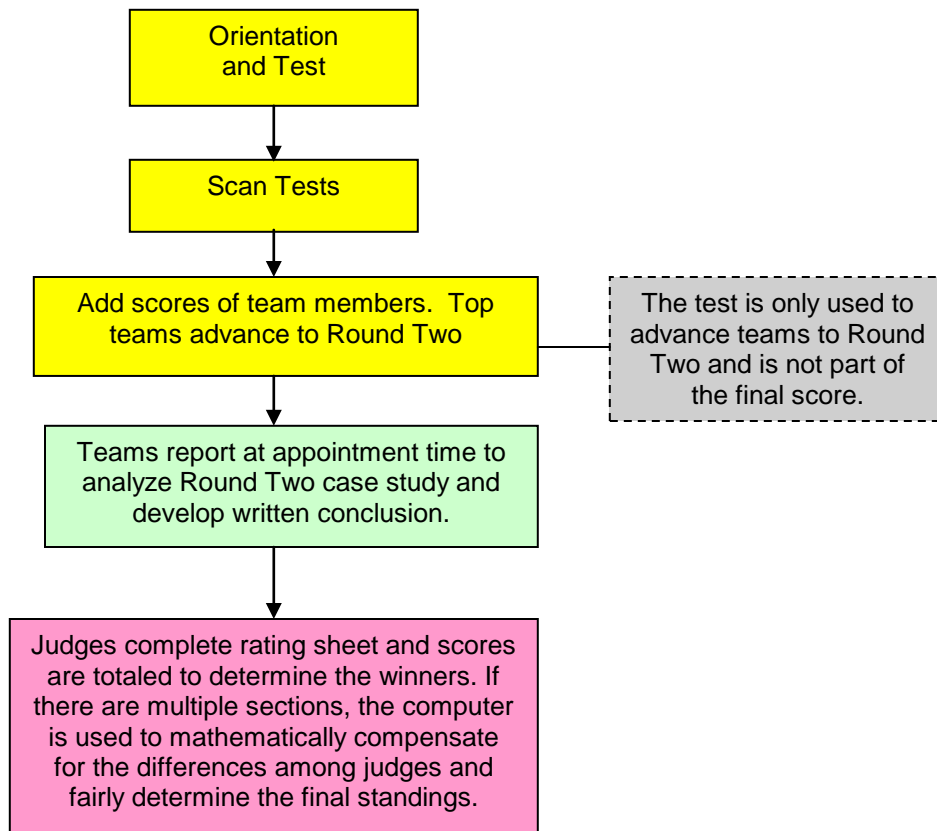 Orientation
and Test
Scan Tests
Add scores of team members.  Top
teams advance to Round Two
The test is only used to
advance teams to Round
Two and is not part of
the final score.
Teams report at appointment time to
analyze Round Two case study and
develop written conclusion.
Judges complete rating sheet and scores
are totaled to determine the winners. If
there are multiple sections, the computer
is used to mathematically compensate
for the differences among judges and
fairly determine the final standings.